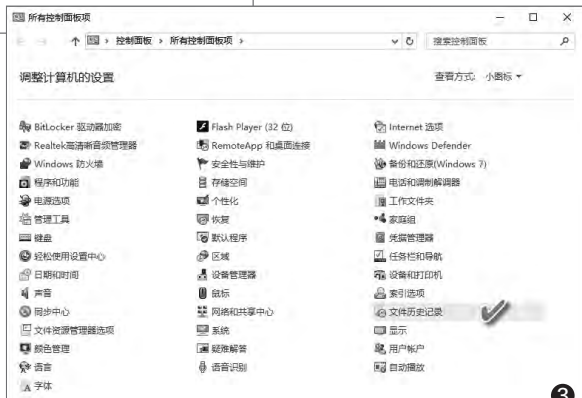 所有控制面板项
控制面板 › 所有控制面板项 ›
搜索控制面板
调整计算机的设置
查看方式: 小图标
BitLocker 驱动器加密
Flash Player (32 位)
Internet 选项
Realtek高清晰音频管理器
RemoteApp 和桌面连接
Windows Defender
Windows 防火墙
安全性与维护
备份和还原(Windows 7)
程序和功能
存储空间
电话和调制解调器
电源选项
个性化
工作文件夹
管理工具
恢复
家庭组
键盘
默认程序
凭据管理器
轻松使用设置中心
区域
任务栏和导航
日期和时间
设备管理器
设备和打印机
声音
鼠标
索引选项
同步中心
网络和共享中心
文件历史记录
文件资源管理器选项
系统
显示
颜色管理
疑难解答
用户帐户
语言
语音识别
自动播放
字体
3